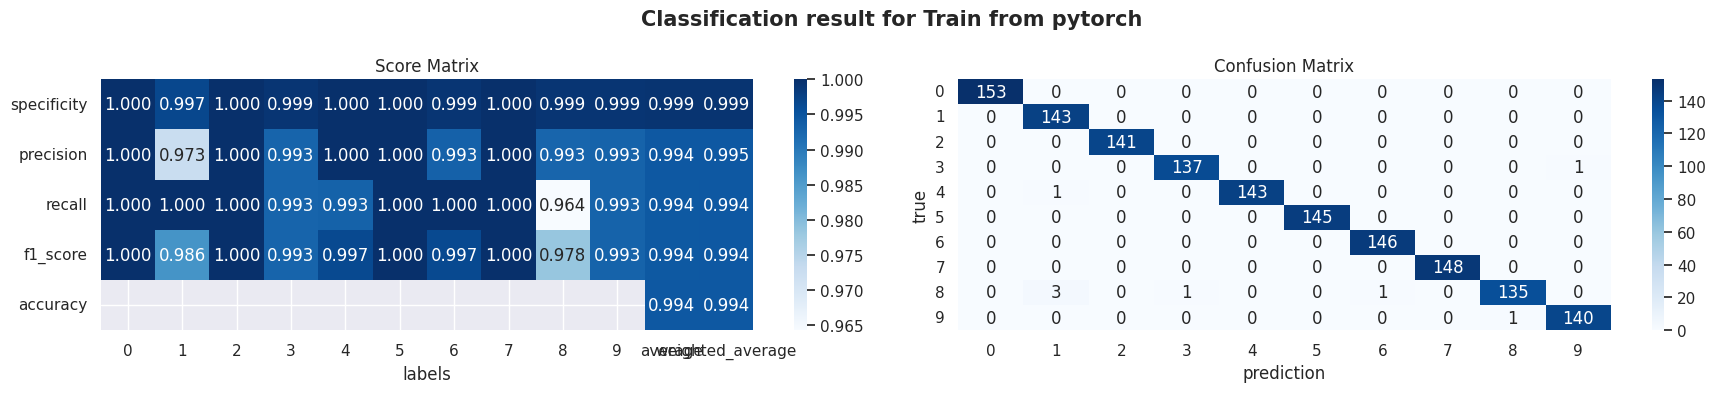 Classification result for Train from pytorch
Score Matrix
specificity 1.000 0.997 1.000 0.999 1.000 1.000 0.999 1.000 0.999 0.999 0.999 0.999
precision 1.000 0.973 1.000 0.993 1.000 1.000 0.993 1.000 0.993 0.993 0.994 0.995
recall 1.000 1.000 1.000 0.993 0.993 1.000 1.000 1.000 0.964 0.993 0.994 0.994
f1_score 1.000 0.986 1.000 0.993 0.997 1.000 0.997 1.000 0.978 0.993 0.994 0.994
accuracy 0.994 0.994
0 1 2 3 4 5 6 7 8 9 average weighted_average
labels
1.000
0.995
0.990
0.985
0.980
0.975
0.970
0.965
Confusion Matrix
true
0 153 0 0 0 0 0 0 0 0 0
1 0 143 0 0 0 0 0 0 0 0
2 0 0 141 0 0 0 0 0 0 0
3 0 0 0 137 0 0 0 0 0 1
4 0 1 0 0 143 0 0 0 0 0
5 0 0 0 0 0 145 0 0 0 0
6 0 0 0 0 0 0 146 0 0 0
7 0 0 0 0 0 0 0 148 0 0
8 0 3 0 1 0 0 1 0 135 0
9 0 0 0 0 0 0 0 0 1 140
0 1 2 3 4 5 6 7 8 9
prediction
140
120
100
80
60
40
20
0